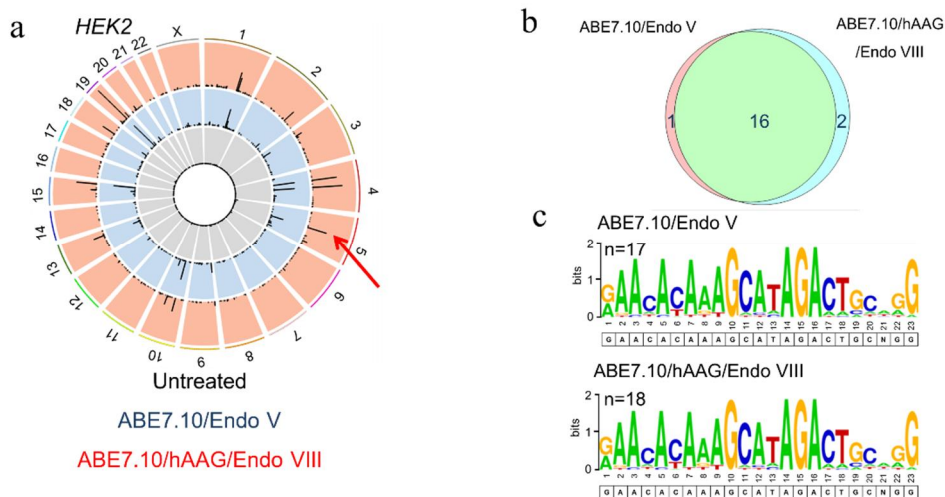 a
HEK2
X
1
2
3
4
5
6
7
8
9
10
11
12
13
14
15
16
17
18
19
20
21
22
Untreated
ABE7.10/Endo V
ABE7.10/hAAG/Endo VIII
b
ABE7.10/Endo V
ABE7.10/hAAG
/Endo VIII
1
16
2
c
ABE7.10/Endo V
n=17
2
bits
1
0
1 2 3 4 5 6 7 8 9 10 11 12 13 14 15 16 17 18 19 20 21 22 23
G A A C A C A A A G C A T A G A C T G C N G G
ABE7.10/hAAG/Endo VIII
n=18
2
bits
1
0
1 2 3 4 5 6 7 8 9 10 11 12 13 14 15 16 17 18 19 20 21 22 23
G A A C A C A A A G C A T A G A C T G C N G G